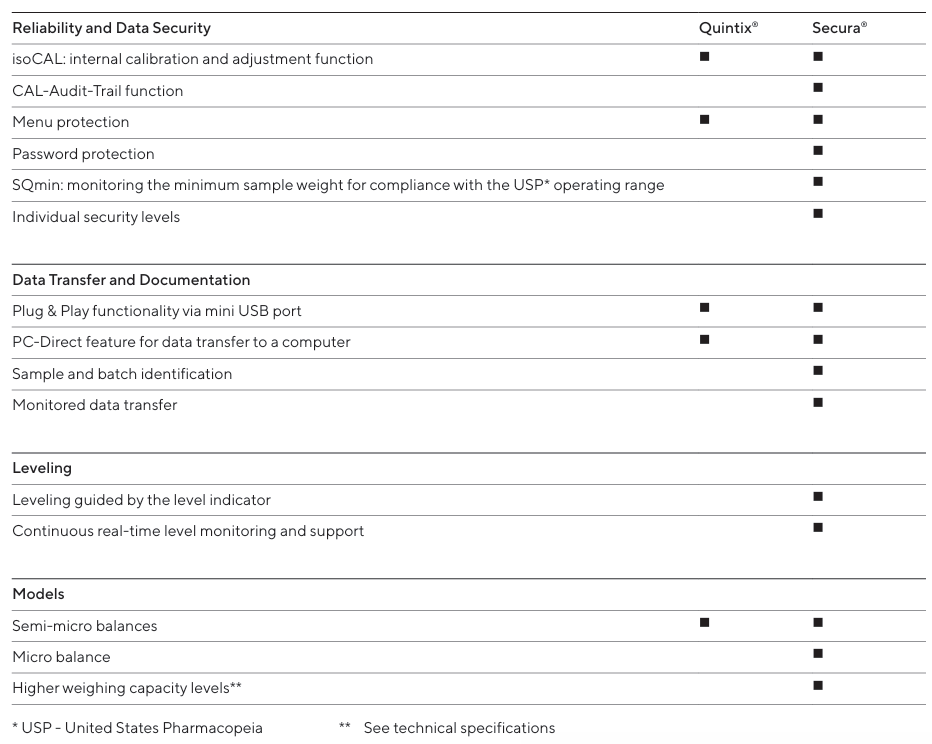 Reliability and Data Security Quintix® Secura®
isoCAL: internal calibration and adjustment function ■ ■
CAL-Audit-Trail function ■
Menu protection ■ ■
Password protection ■
SQmin: monitoring the minimum sample weight for compliance with the USP* operating range ■
Individual security levels ■
Data Transfer and Documentation
Plug & Play functionality via mini USB port ■ ■
PC-Direct feature for data transfer to a computer ■ ■
Sample and batch identification ■
Monitored data transfer ■
Leveling
Leveling guided by the level indicator ■
Continuous real-time level monitoring and support ■
Models
Semi-micro balances ■ ■
Micro balance ■
Higher weighing capacity levels** ■
* USP - United States Pharmacopeia ** See technical specifications